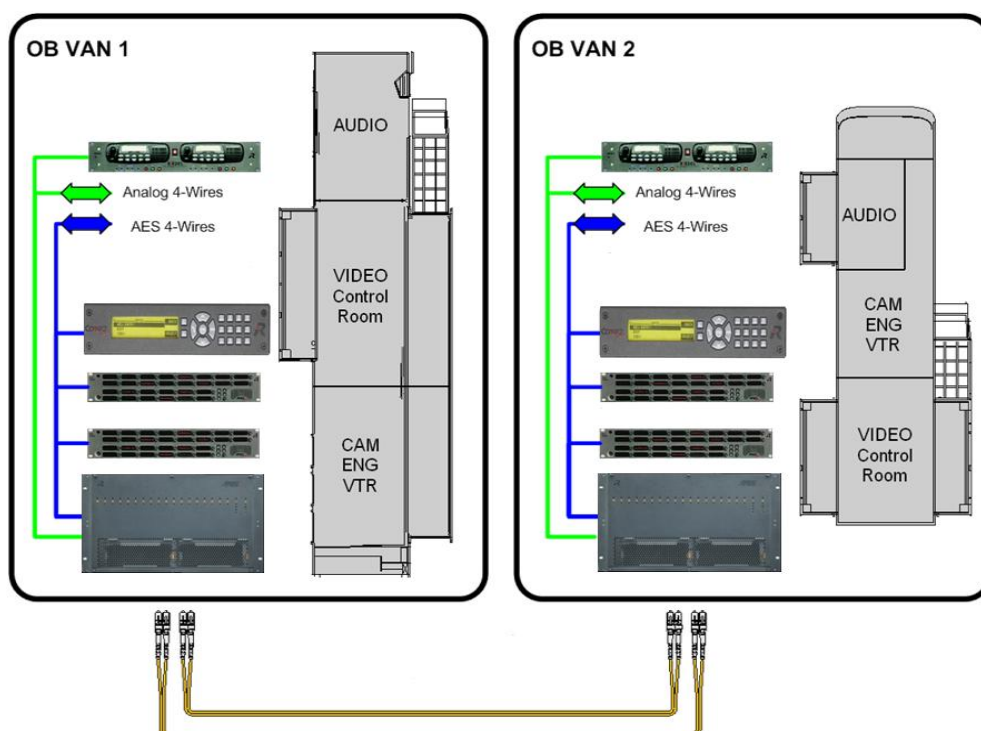 OB VAN 1
AUDIO
Analog 4-Wires
AES 4-Wires
VIDEO
Control
Room
CAM
ENG
VTR
OB VAN 2
Analog 4-Wires
AES 4-Wires
AUDIO
CAM
ENG
VTR
VIDEO
Control
Room